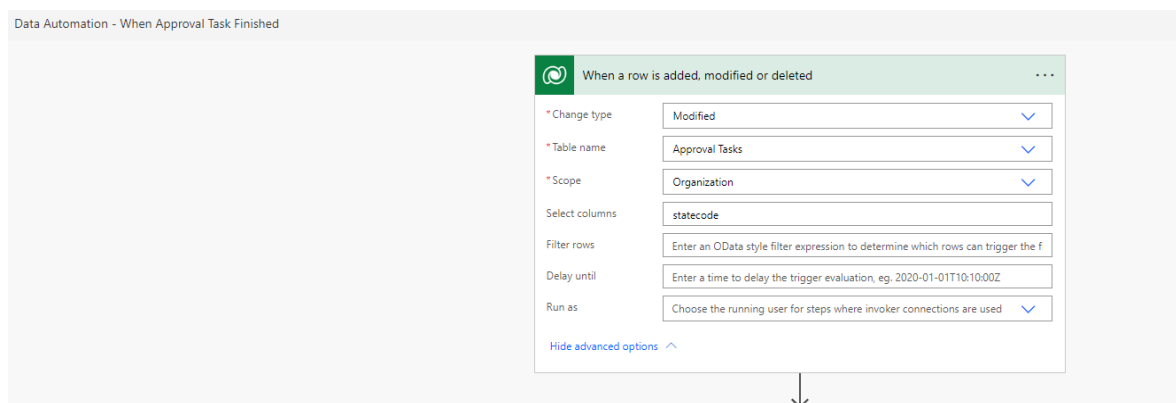 Data Automation - When Approval Task Finished
When a row is added, modified or deleted
* Change type Modified
* Table name Approval Tasks
* Scope Organization
Select columns statecode
Filter rows Enter an OData style filter expression to determine which rows can trigger the f
Delay until Enter a time to delay the trigger evaluation, eg. 2020-01-01T10:10:00Z
Run as Choose the running user for steps where invoker connections are used
Hide advanced options